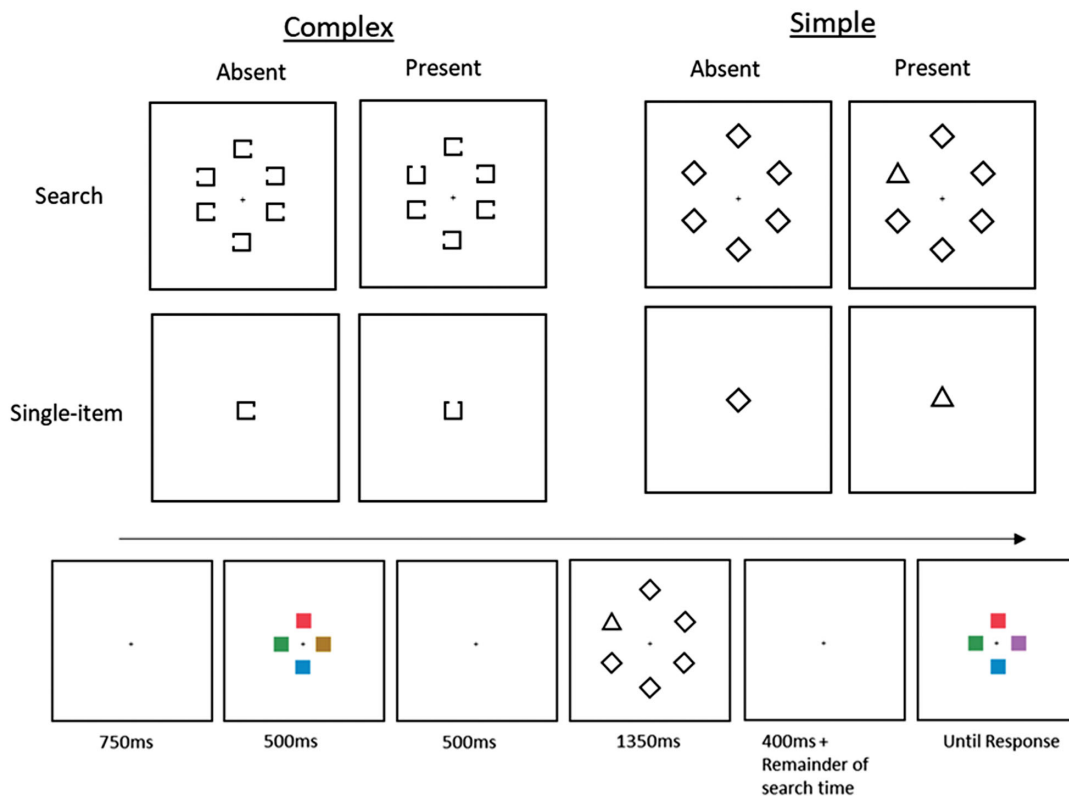 Complex
Simple
Absent
Present
Absent
Present
Search
Single-item
750ms
500ms
500ms
1350ms
400ms +
Remainder of
search time
Until Response